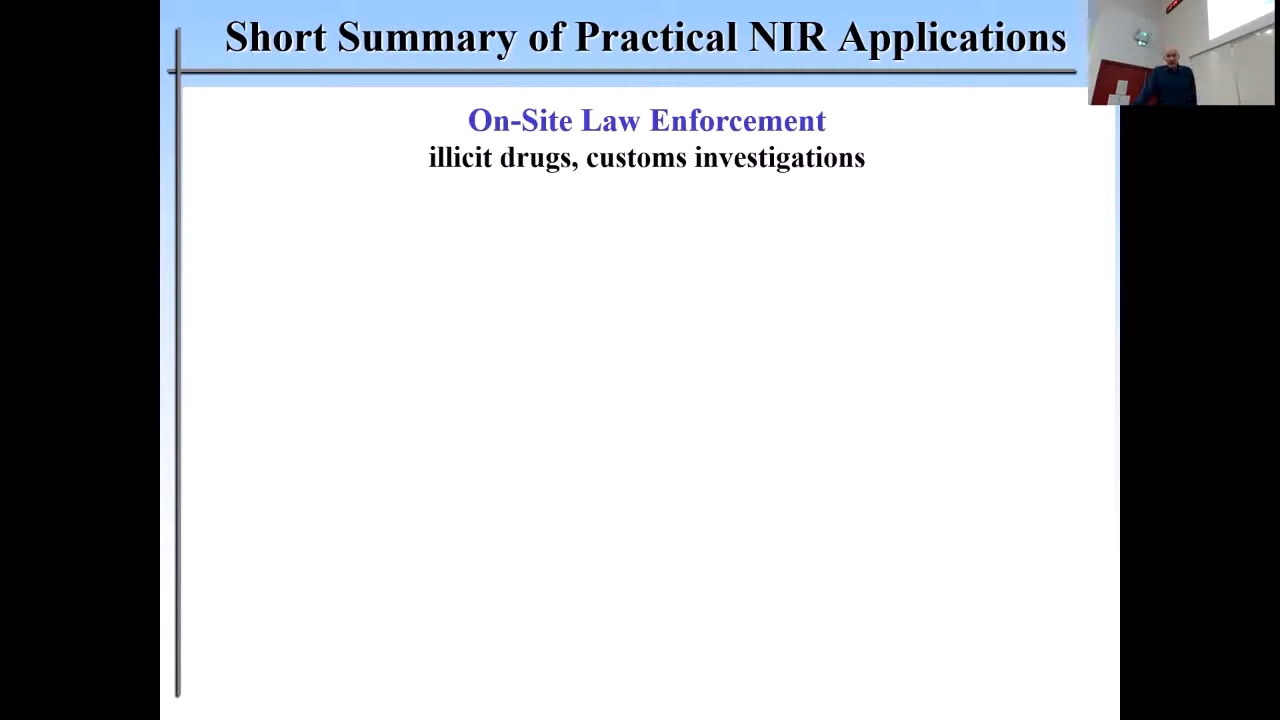 Short Summary of Practical NIR Applications
On-Site Law Enforcement
illicit drugs, customs investigations